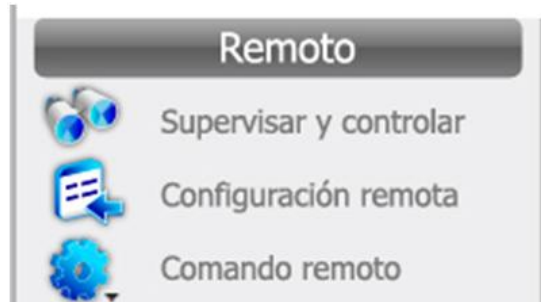 Remoto
Supervisar y controlar
Configuración remota
Comando remoto